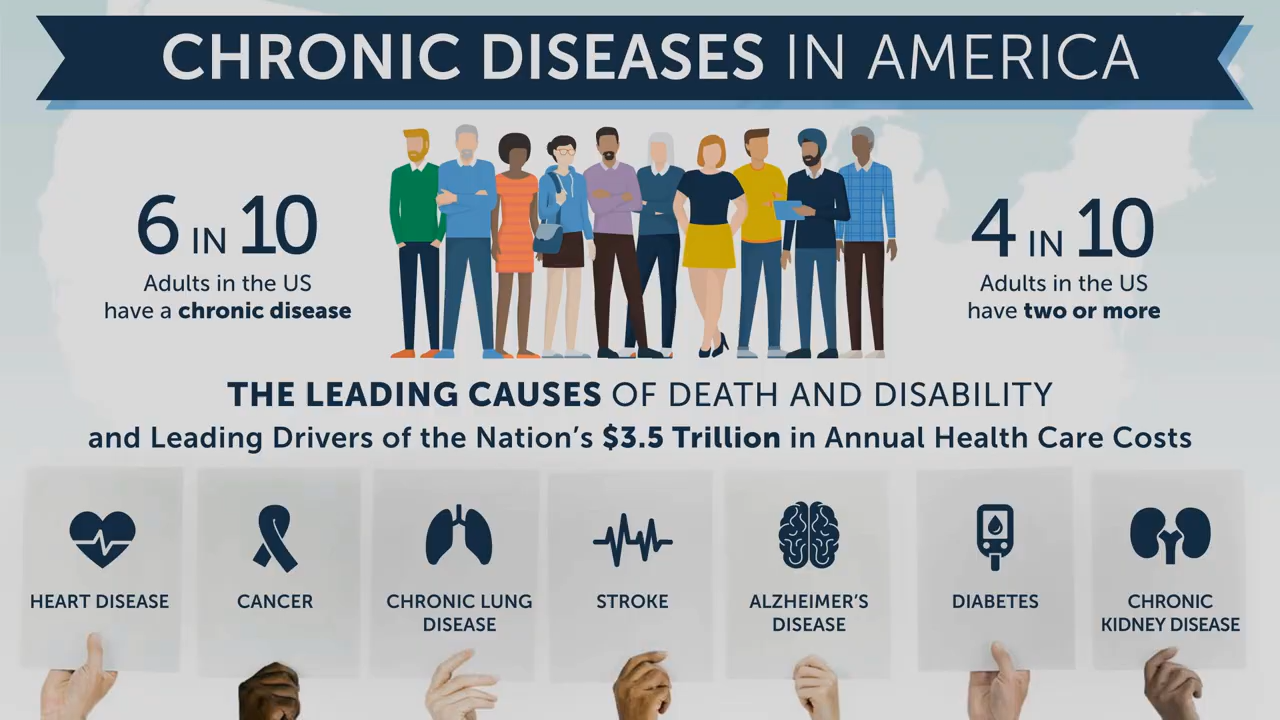 CHRONIC DISEASES IN AMERICA
6 IN 10
Adults in the US
have a chronic disease
4 IN 10
Adults in the US
have two or more
THE LEADING CAUSES OF DEATH AND DISABILITY
and Leading Drivers of the Nation's $3.5 Trillion in Annual Health Care Costs
HEART DISEASE
CANCER
CHRONIC LUNG
DISEASE
STROKE
ALZHEIMER'S
DISEASE
DIABETES
CHRONIC
KIDNEY DISEASE